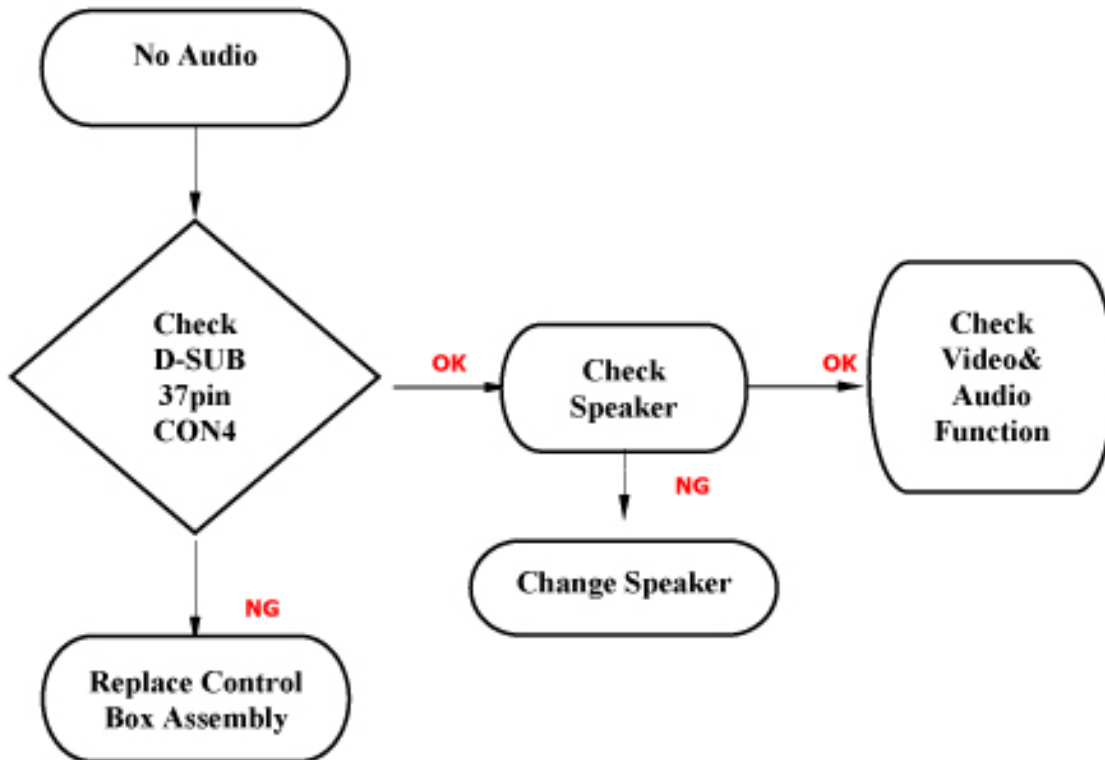 No Audio
Check
D-SUB
37pin
CON4
OK
Check
Speaker
OK
Check
Video&
Audio
Function
NG
Change Speaker
NG
Replace Control
Box Assembly